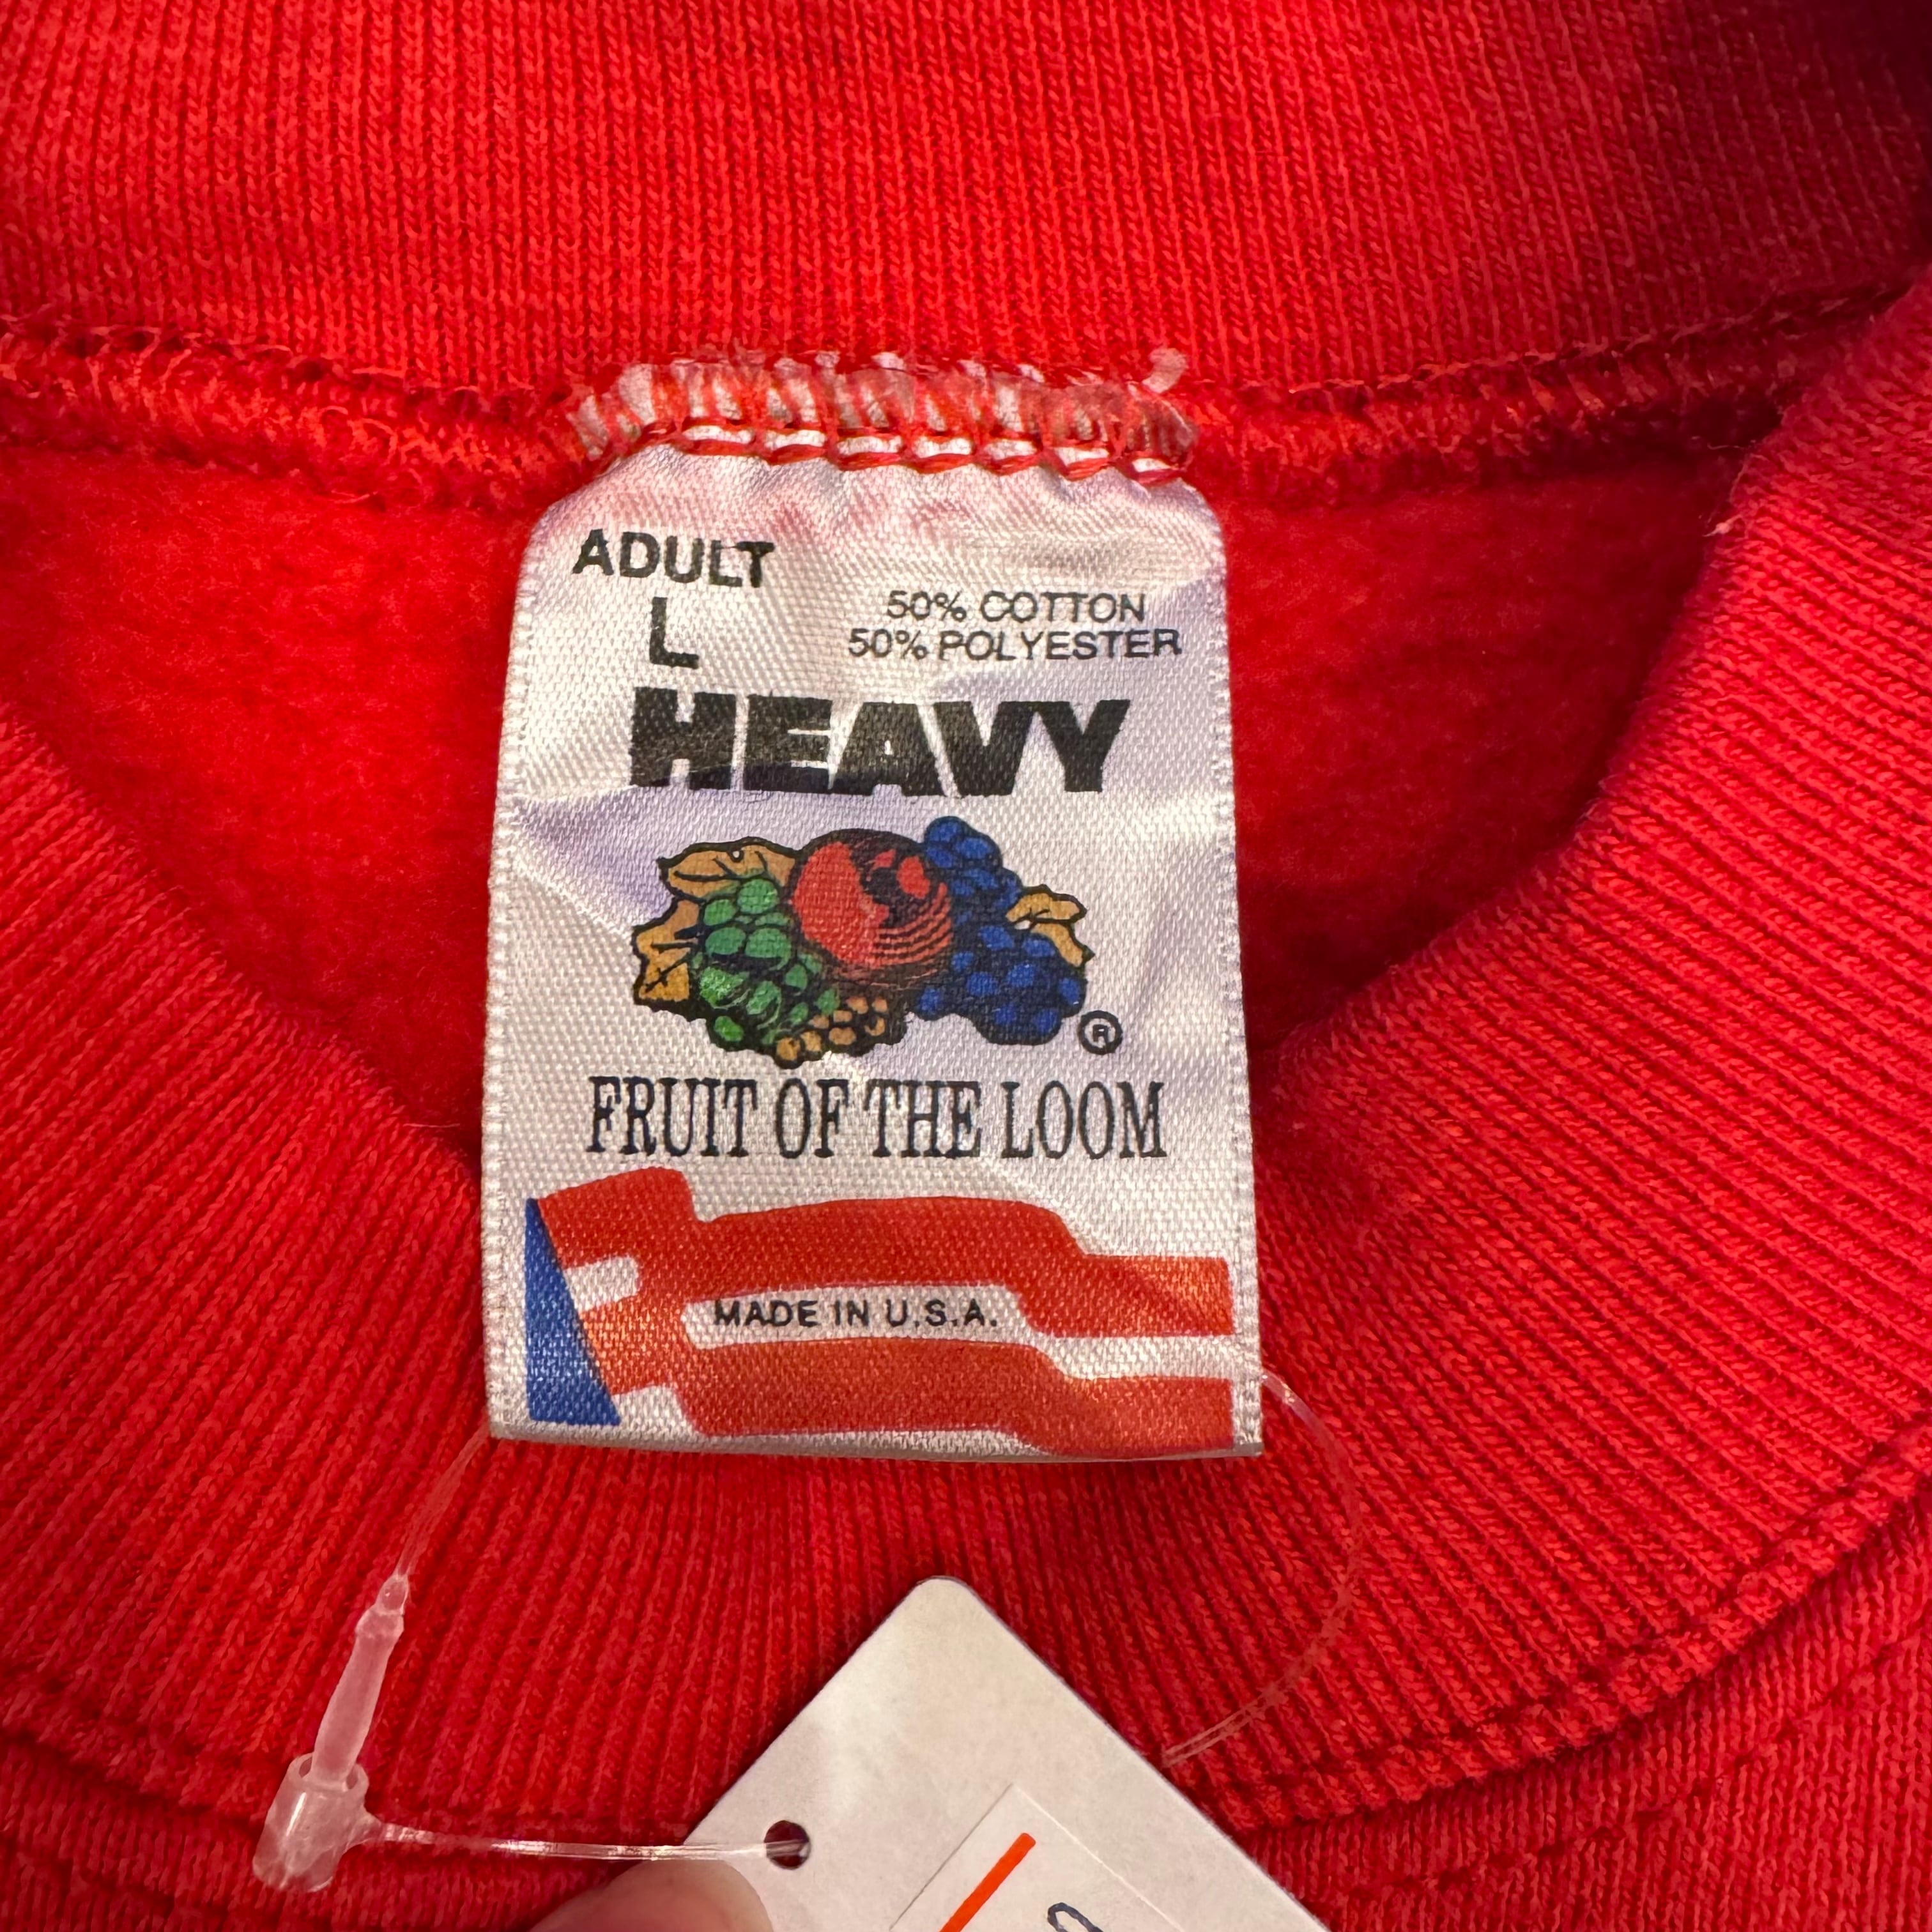 ADULT
L
50% COTTON
50% POLYESTER
HEAVY
®
FRUIT OF THE LOOM
MADE IN U.S.A.